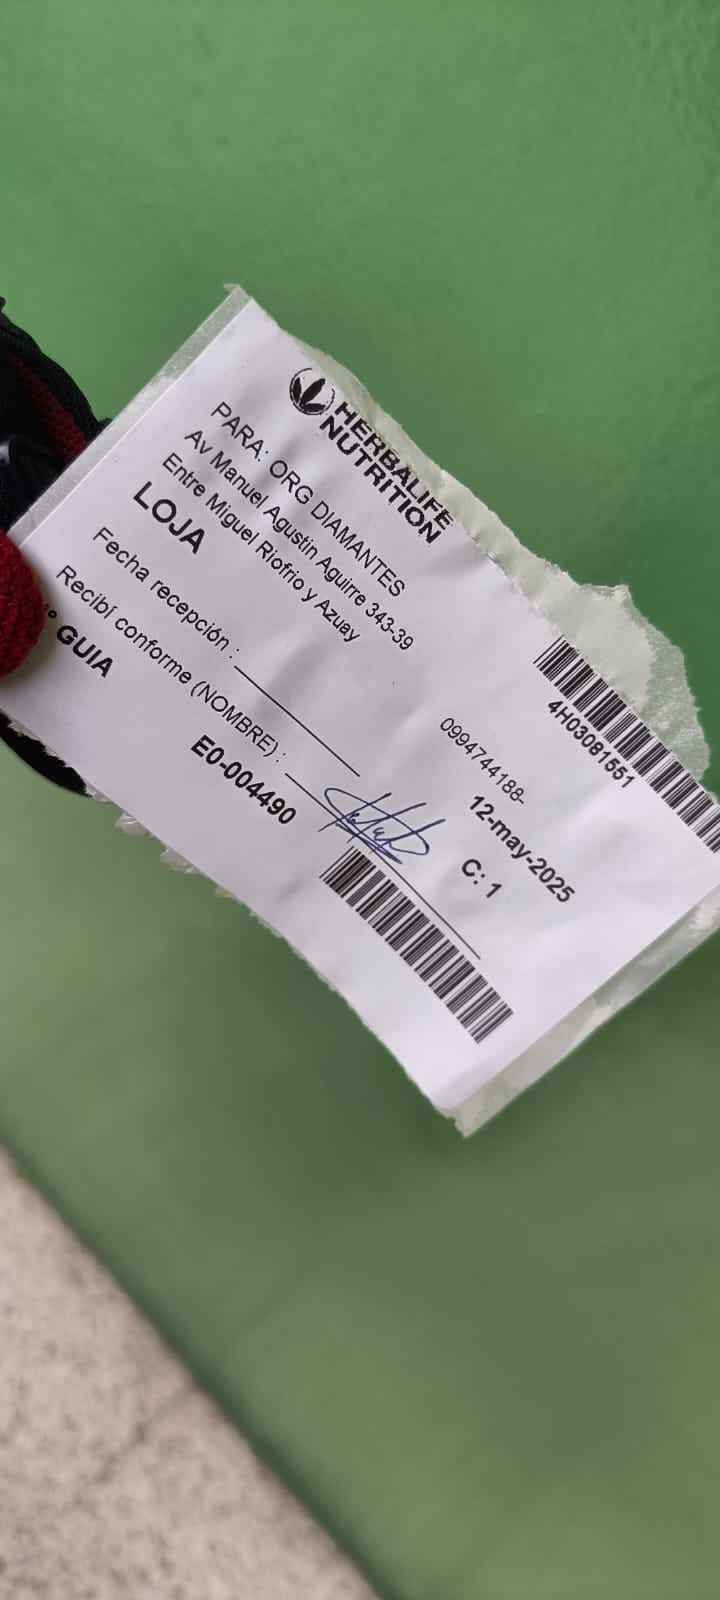 HERBALIFE
NUTRITION
PARA: ORG DIAMANTES
Av Manuel Agustin Aguirre 343-39
Entre Miguel Riofrio y Azuay
LOJA
4H03081551
0994744188-
Fecha recepción :
12-may-2025
Recibí conforme (NOMBRE) :
C: 1
° GUIA
E0-004490